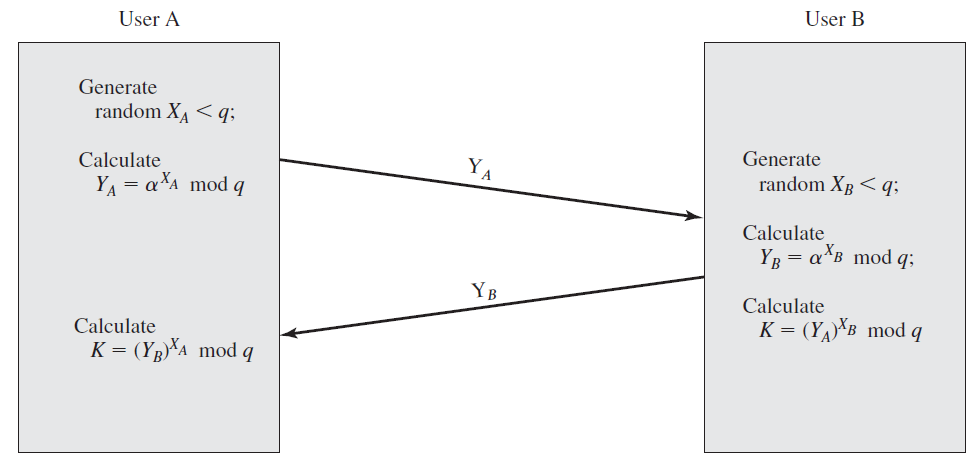 User A
Generate
random X_A < q;
Calculate
Y_A = α^{X_A} mod q
Calculate
K = (Y_B)^{X_A} mod q
Y_A
Y_B
User B
Generate
random X_B < q;
Calculate
Y_B = α^{X_B} mod q;
Calculate
K = (Y_A)^{X_B} mod q